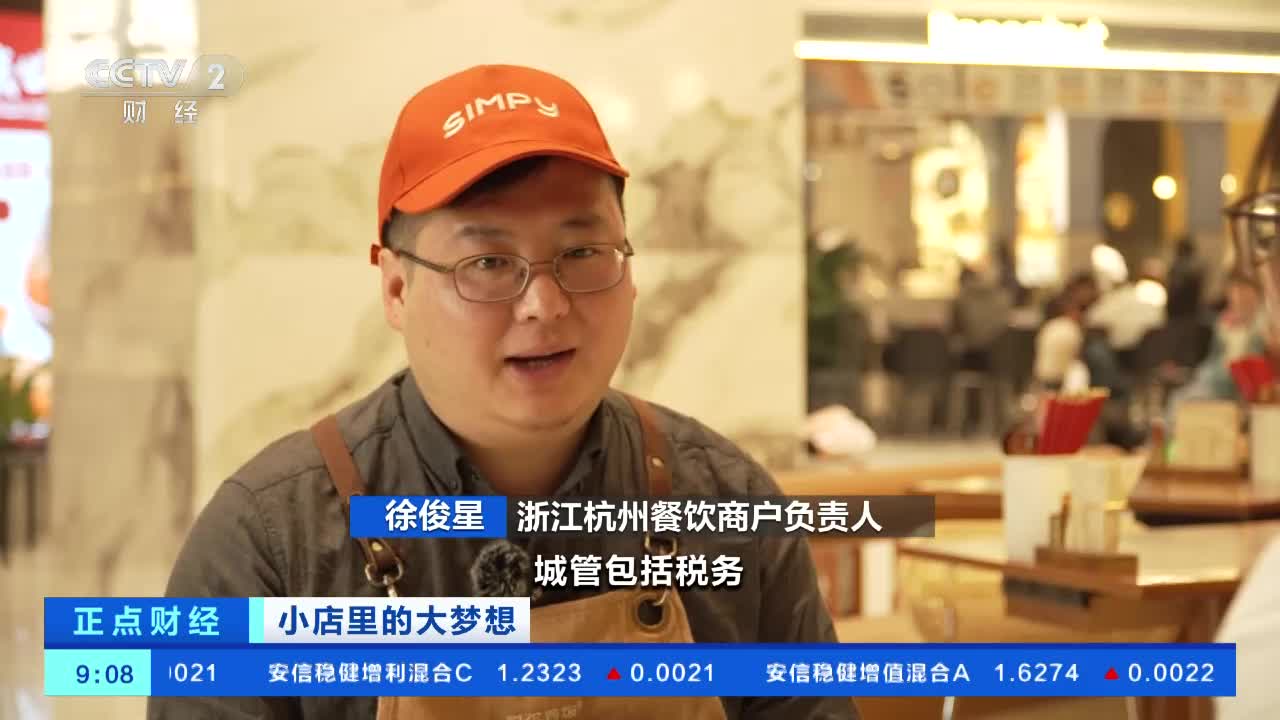 CCTV 2
财经
SIMPY
徐俊星 浙江杭州餐饮商户负责人
城管包括税务
正点财经 小店里的大梦想
9:08 0021 安信稳健增利混合C 1.2323 ▲ 0.0021 安信稳健增值混合A 1.6274 ▲ 0.0022